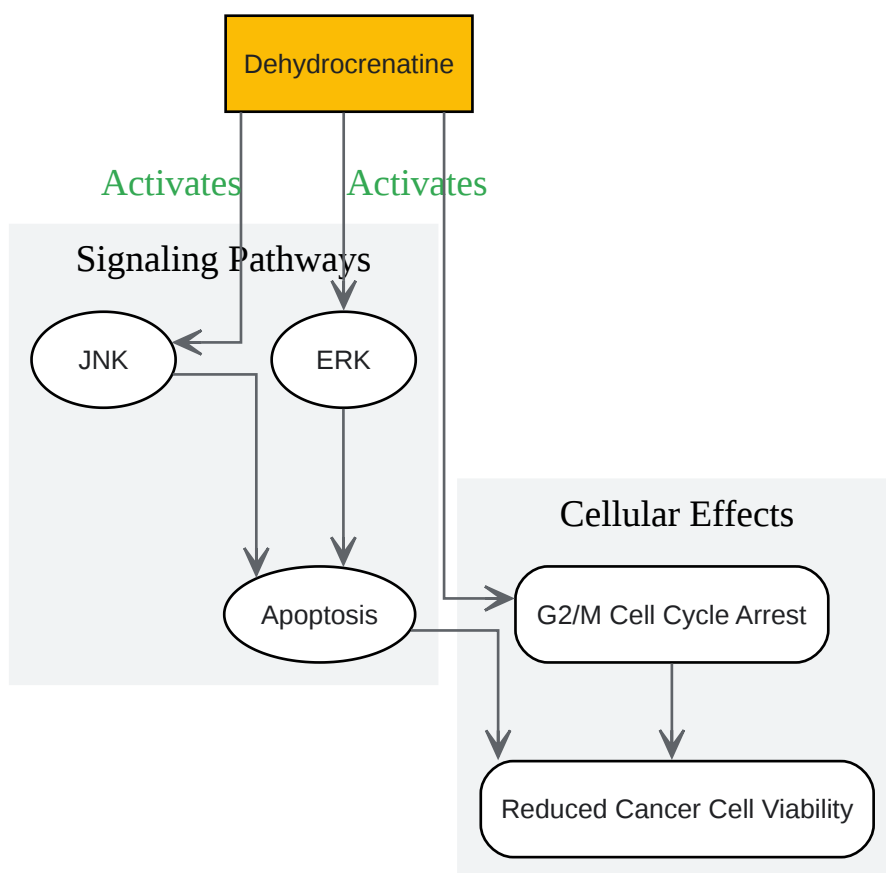 Dehydrocrenatine
Activates
Activates
Signaling Pathways
JNK
ERK
Cellular Effects
Apoptosis
G2/M Cell Cycle Arrest
Reduced Cancer Cell Viability